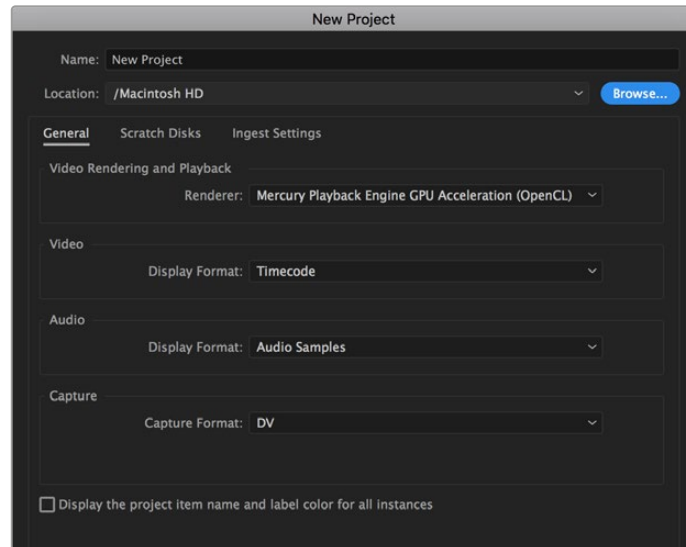 New Project
Name: New Project
Location: /Macintosh HD Browse...
General Scratch Disks Ingest Settings
Video Rendering and Playback
Renderer: Mercury Playback Engine GPU Acceleration (OpenCL)
Video
Display Format: Timecode
Audio
Display Format: Audio Samples
Capture
Capture Format: DV
Display the project item name and label color for all instances